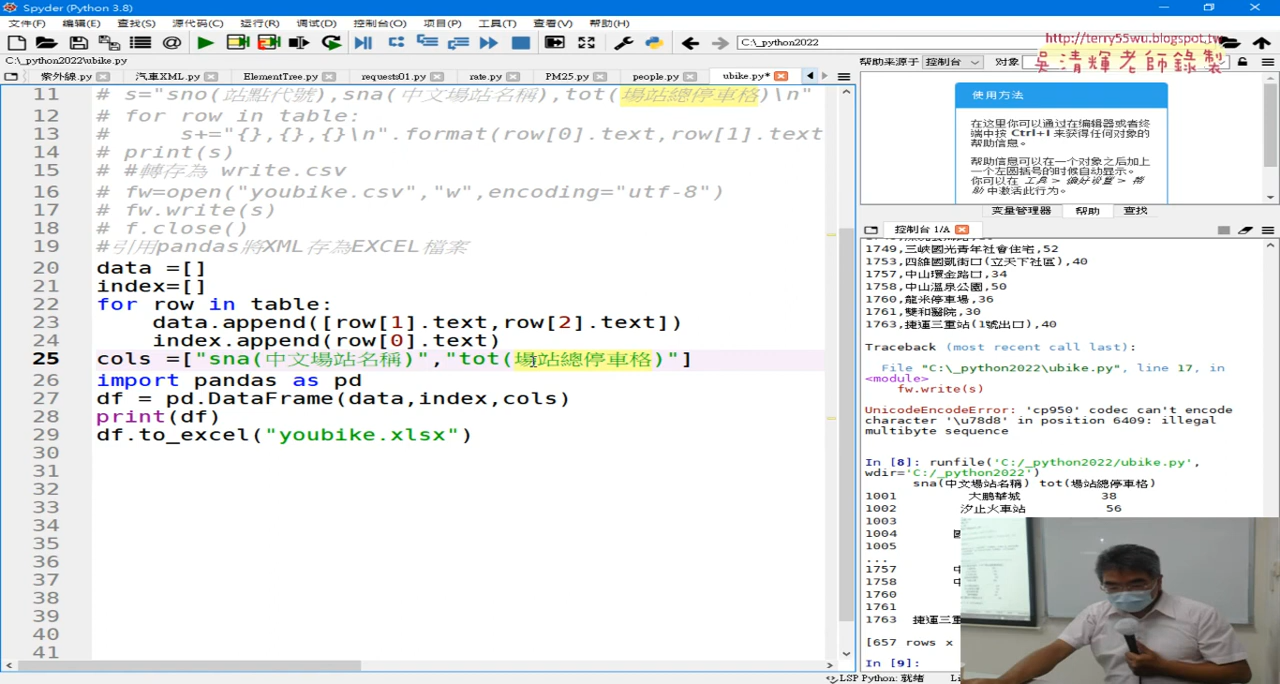 Spyder (Python 3.8)
文件(F) 编辑(E) 查找(S) 源代码(C) 运行(R) 调试(D) 控制台(O) 项目(P) 工具(T) 查看(V) 帮助(H)
C:\_python2022
http://terry55wu.blogspot.tw
吳清輝老師錄製
C:\_python2022\ubike.py
紫外線.py 汽車XML.py ElementTree.py requests01.py rate.py PM25.py people.py ubike.py*
11 # s="sno(站點代號),sna(中文場站名稱),tot(場站總停車格)\n"
12 # for row in table:
13 #     s+="{},{},{}\n".format(row[0].text,row[1].text
14 # print(s)
15 # #轉存為 write.csv
16 # fw=open("youbike.csv","w",encoding="utf-8")
17 # fw.write(s)
18 # f.close()
19 #引用pandas將XML存為EXCEL檔案
20 data =[]
21 index=[]
22 for row in table:
23     data.append([row[1].text,row[2].text])
24     index.append(row[0].text)
25 cols =["sna(中文場站名稱)","tot(場站總停車格)"]
26 import pandas as pd
27 df = pd.DataFrame(data,index,cols)
28 print(df)
29 df.to_excel("youbike.xlsx")
30
31
32
33
34
35
36
37
38
39
40
41
帮助来源于 控制台 对象
使用方法
在这里你可以通过在编辑器或者终
端中按 Ctrl+I 来获得任何对象的
帮助信息。
帮助信息可以在一个对象之后加上
一个左圆括号的时候自动显示。
你可以在 工具 > 偏好设置 > 帮
助 中激活此行为。
变量管理器 帮助 查找
控制台 1/A
1749,三峽國光青年社會住宅,52
1753,四維國凱街口(立天下社區),40
1757,中山環金路口,34
1758,中山溫泉公園,50
1760,龍米停車場,36
1761,雙和醫院,30
1763,捷運三重站(1號出口),40
Traceback (most recent call last):
File "C:\_python2022\ubike.py", line 17, in
<module>
fw.write(s)
UnicodeEncodeError: 'cp950' codec can't encode
character '\u78d8' in position 6409: illegal
multibyte sequence
In [8]: runfile('C:/_python2022/ubike.py',
wdir='C:/_python2022')
sna(中文場站名稱) tot(場站總停車格)
1001 大鵬華城 38
1002 汐止火車站 56
1003
1004
1005
...
1757
1758
1760
1761
1763 捷運三重
[657 rows x
In [9]:
LSP Python: 就绪